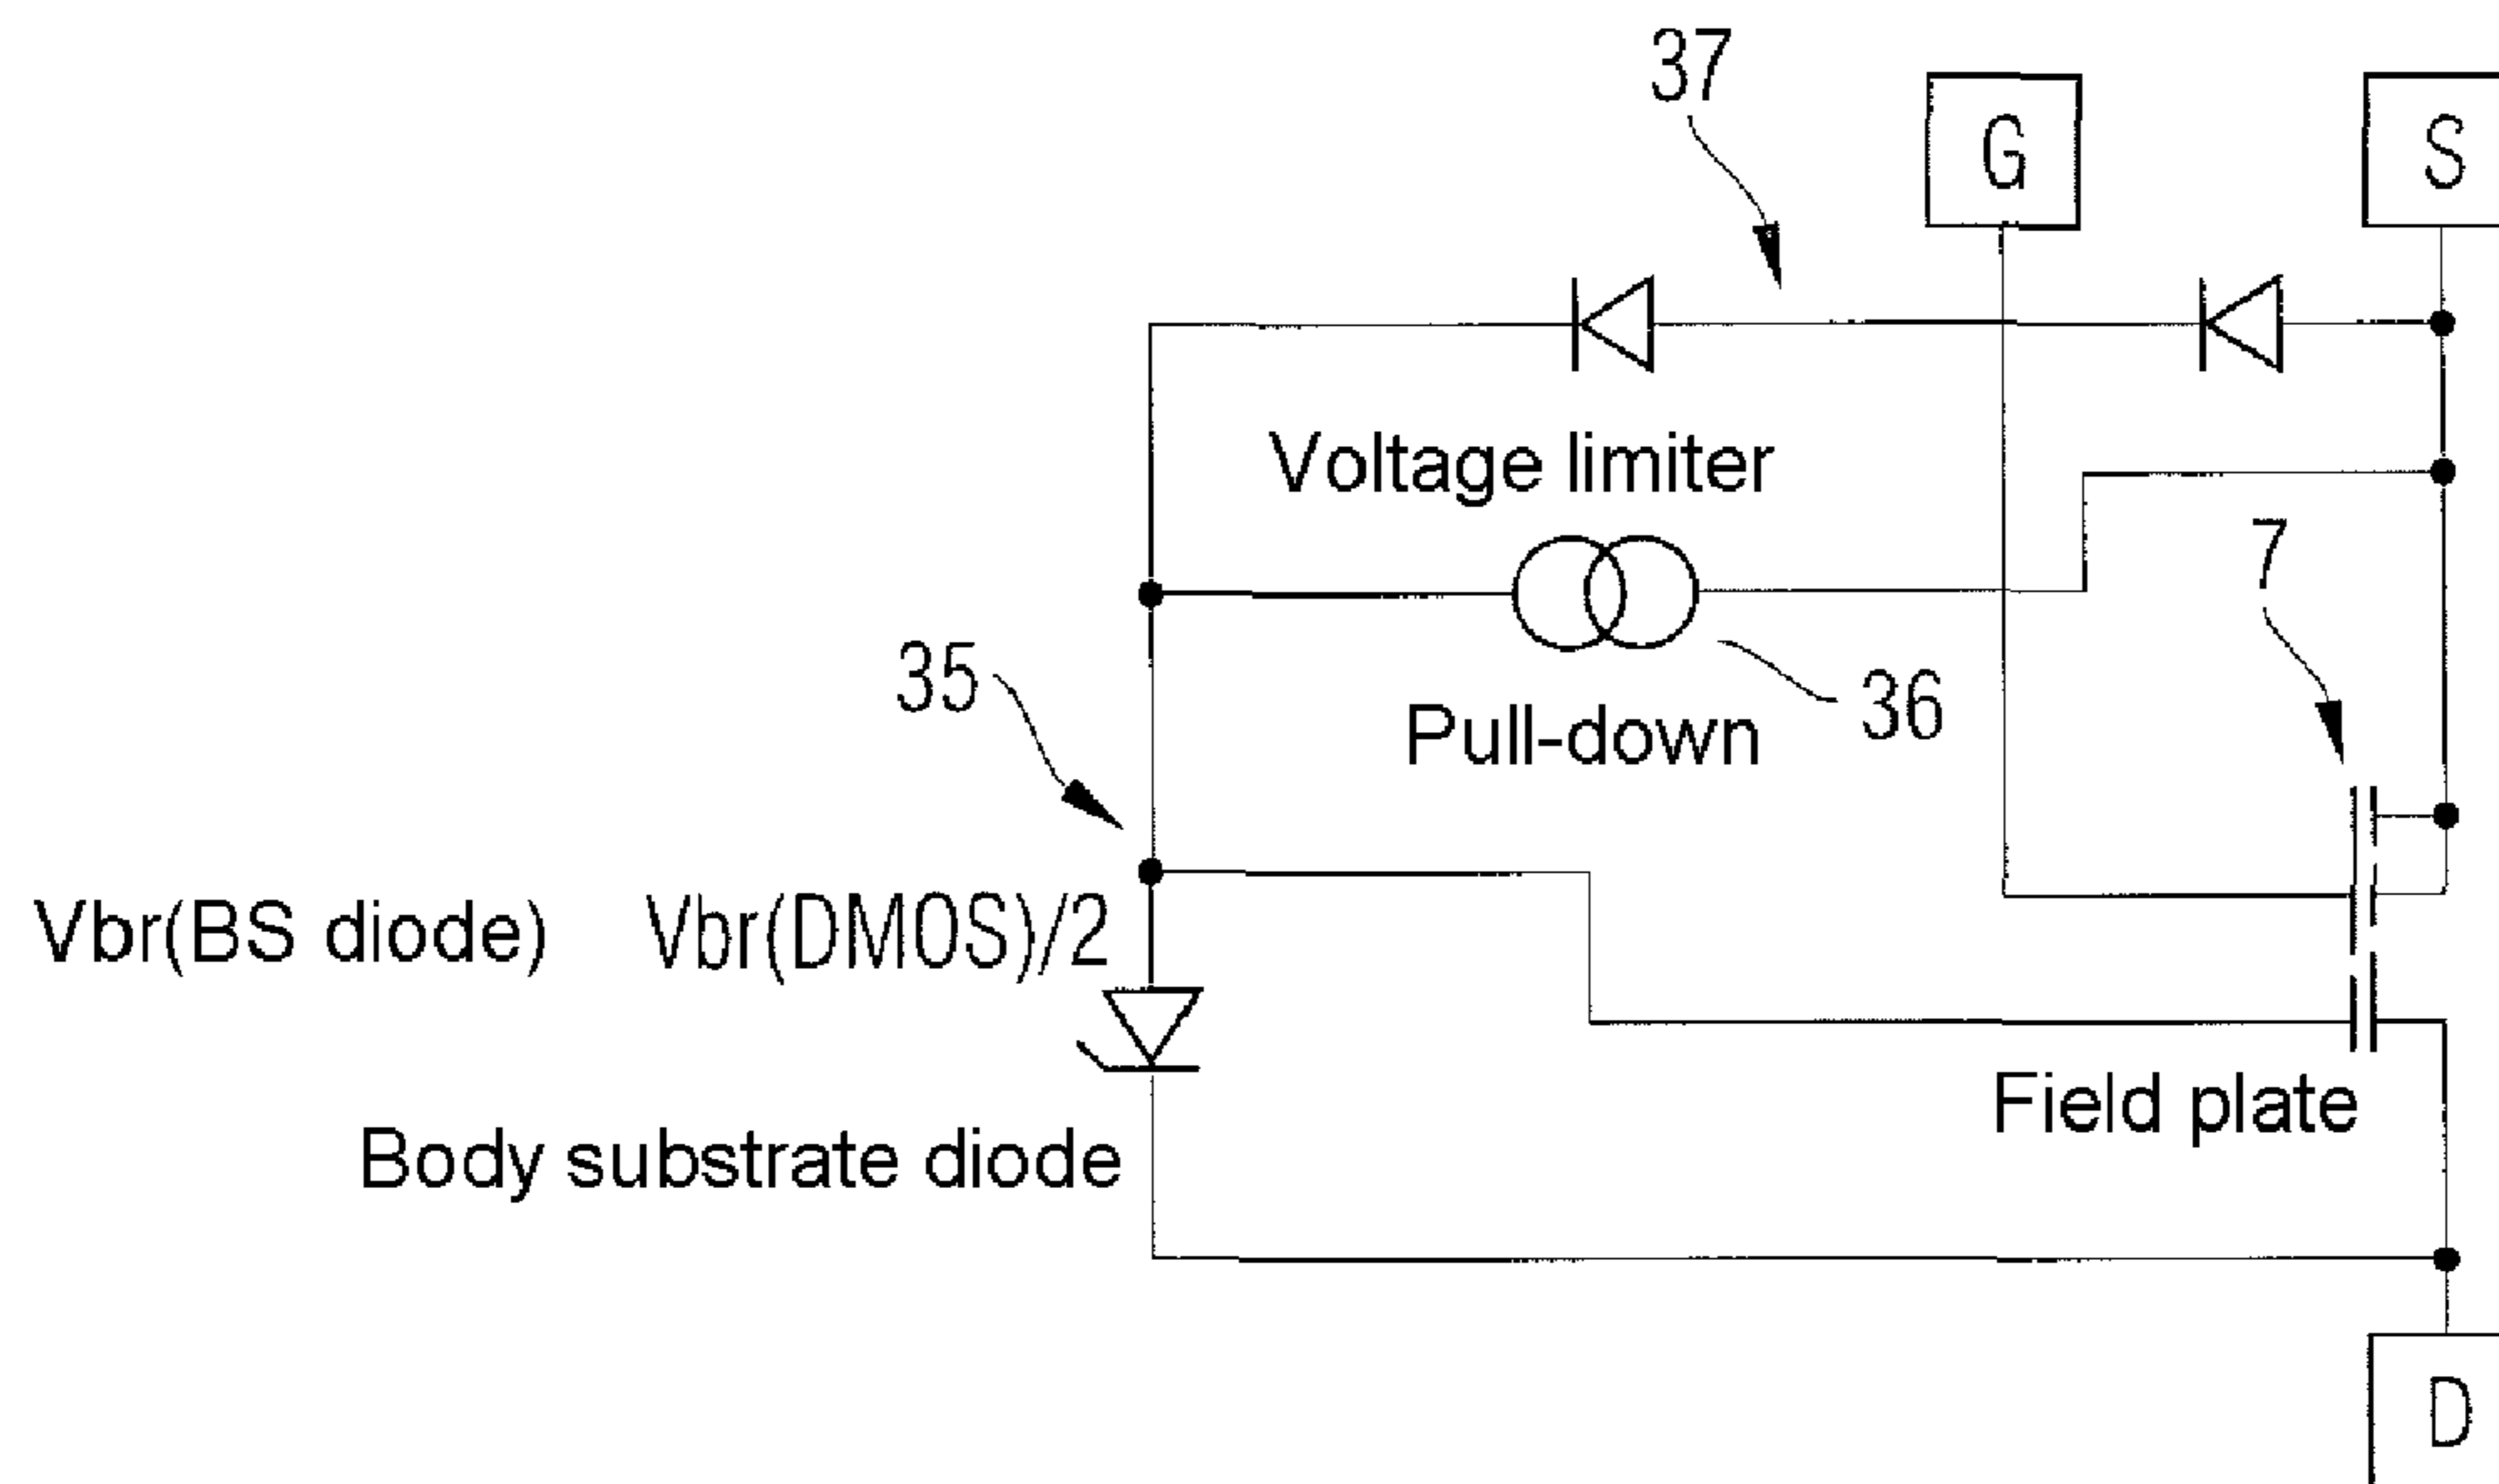 37
G
S
Voltage limiter
7
35
36
Pull-down
Vbr(BS diode) Vbr(DMOS)/2
Field plate
Body substrate diode
D